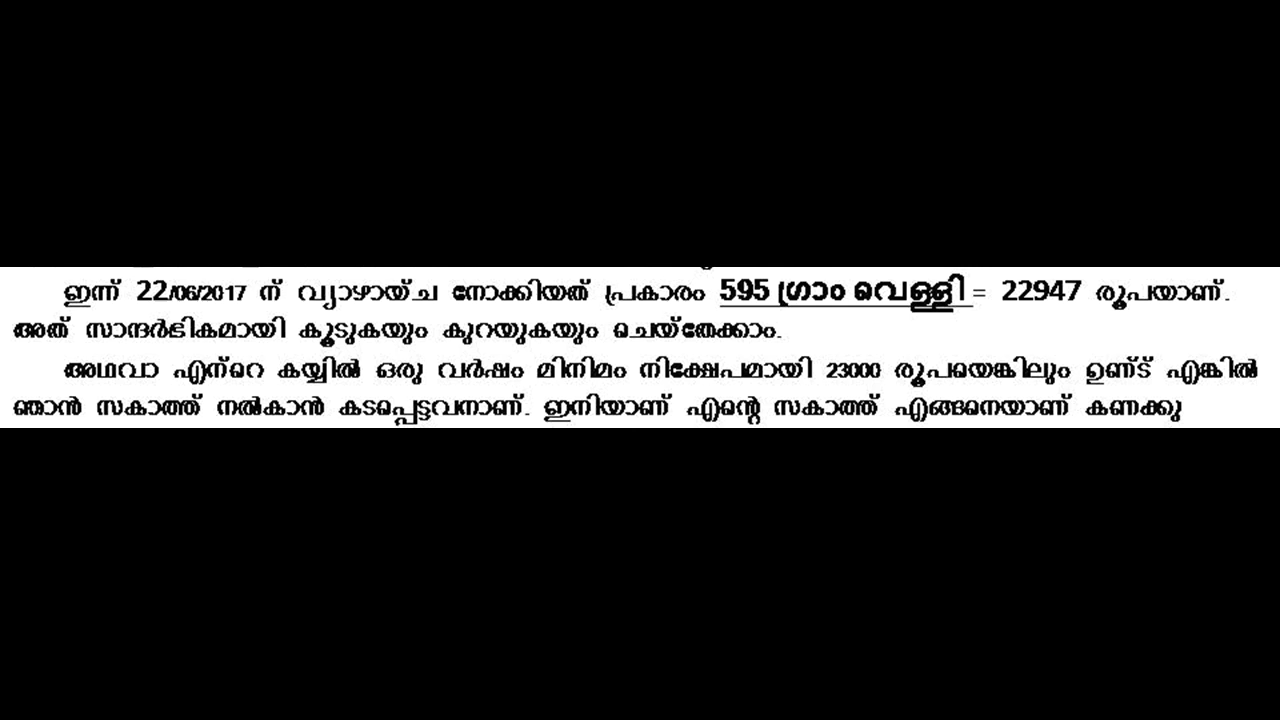 ഇന്ന് 22/06/2017 ന് വ്യാഴായ്ച നോക്കിയത് പ്രകാരം 595 ഗ്രാം വെള്ളി = 22947 രൂപയാണ്.
അത് സാന്ദർഭികമായി കൂടുകയും കുറയുകയും ചെയ്തേക്കാം.
അഥവാ എന്റെ കയ്യിൽ ഒരു വർഷം മിനിമം നിക്ഷേപമായി 23000 രൂപയെങ്കിലും ഉണ്ട് എങ്കിൽ
ഞാൻ സകാത്ത് നൽകാൻ കടപ്പെട്ടവനാണ്. ഇനിയാണ് എന്റെ സകാത്ത് എങ്ങനെയാണ് കണക്കു